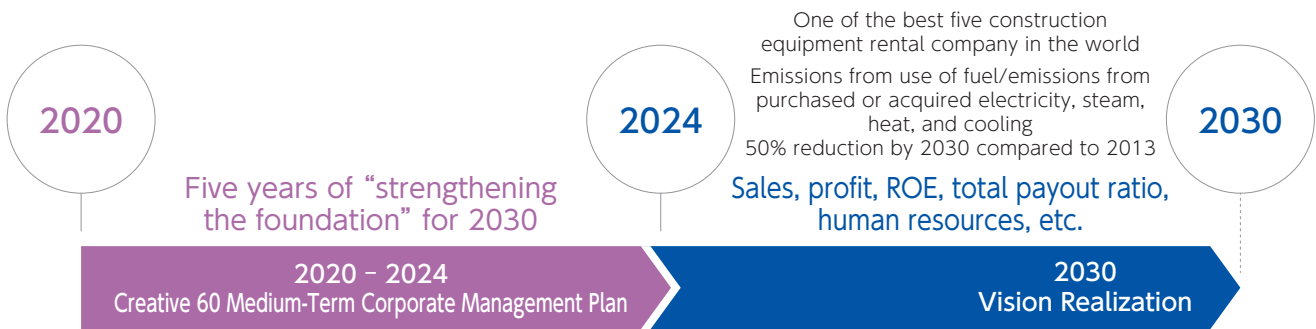 One of the best five construction
equipment rental company in the world
Emissions from use of fuel/emissions from
purchased or acquired electricity, steam,
heat, and cooling
50% reduction by 2030 compared to 2013
2020
2024
2030
Five years of “strengthening
the foundation” for 2030
Sales, profit, ROE, total payout ratio,
human resources, etc.
2020 – 2024
Creative 60 Medium-Term Corporate Management Plan
2030
Vision Realization